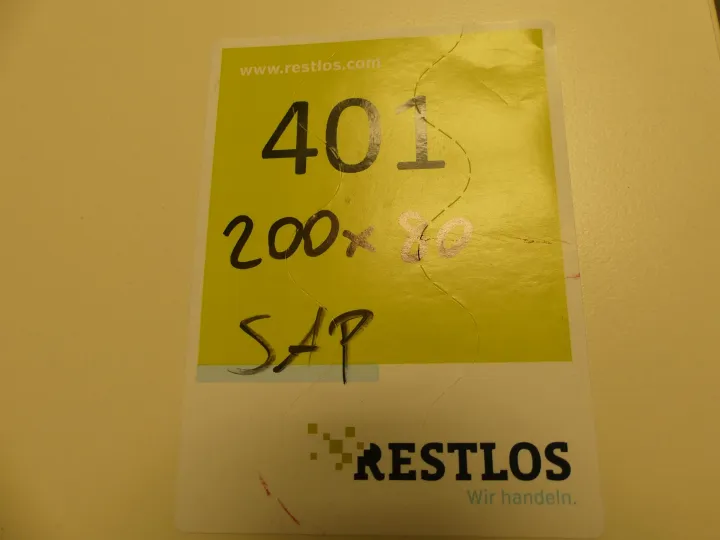 www.restlos.com
401
200x 80
SAP
RESTLOS
Wir handeln.